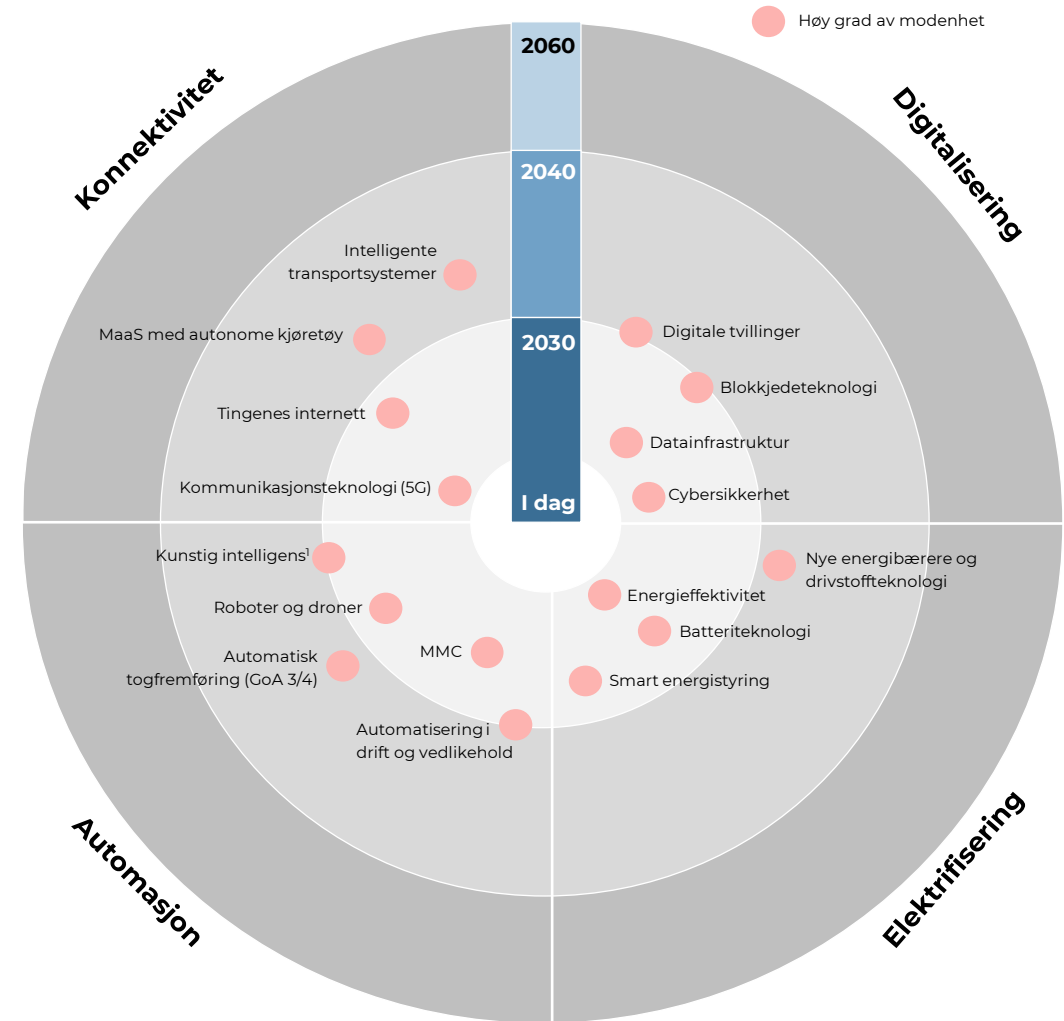 Høy grad av modenhet
2060
Konnektivitet
Digitalisering
2040
Intelligente
transportsystemer
MaaS med autonome kjøretøy
2030
Digitale tvillinger
Blokkjedeteknologi
Tingenes internett
Datainfrastruktur
Kommunikasjonsteknologi (5G)
Cybersikkerhet
I dag
Kunstig intelligens¹
Nye energibærere og
drivstoffteknologi
Roboter og droner
Energieffektivitet
Batteriteknologi
MMC
Automatisk
togfremføring (GoA 3/4)
Smart energistyring
Automatisering i
drift og vedlikehold
Automasjon
Elektrifisering